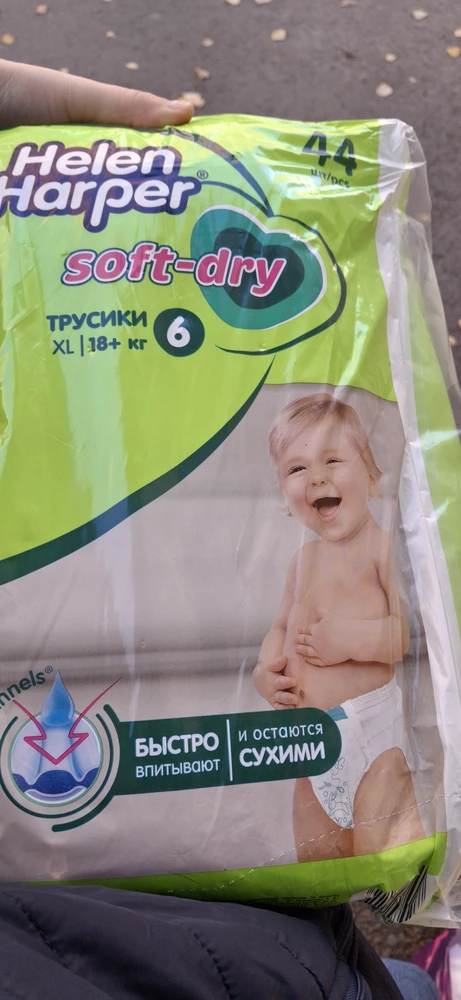 Helen
Harper®
44
шт/pcs
soft-dry
ТРУСИКИ
XL | 18+ кг
6
nnels®
БЫСТРО
ВПИТЫВАЮТ
И ОСТАЮТСЯ
СУХИМИ